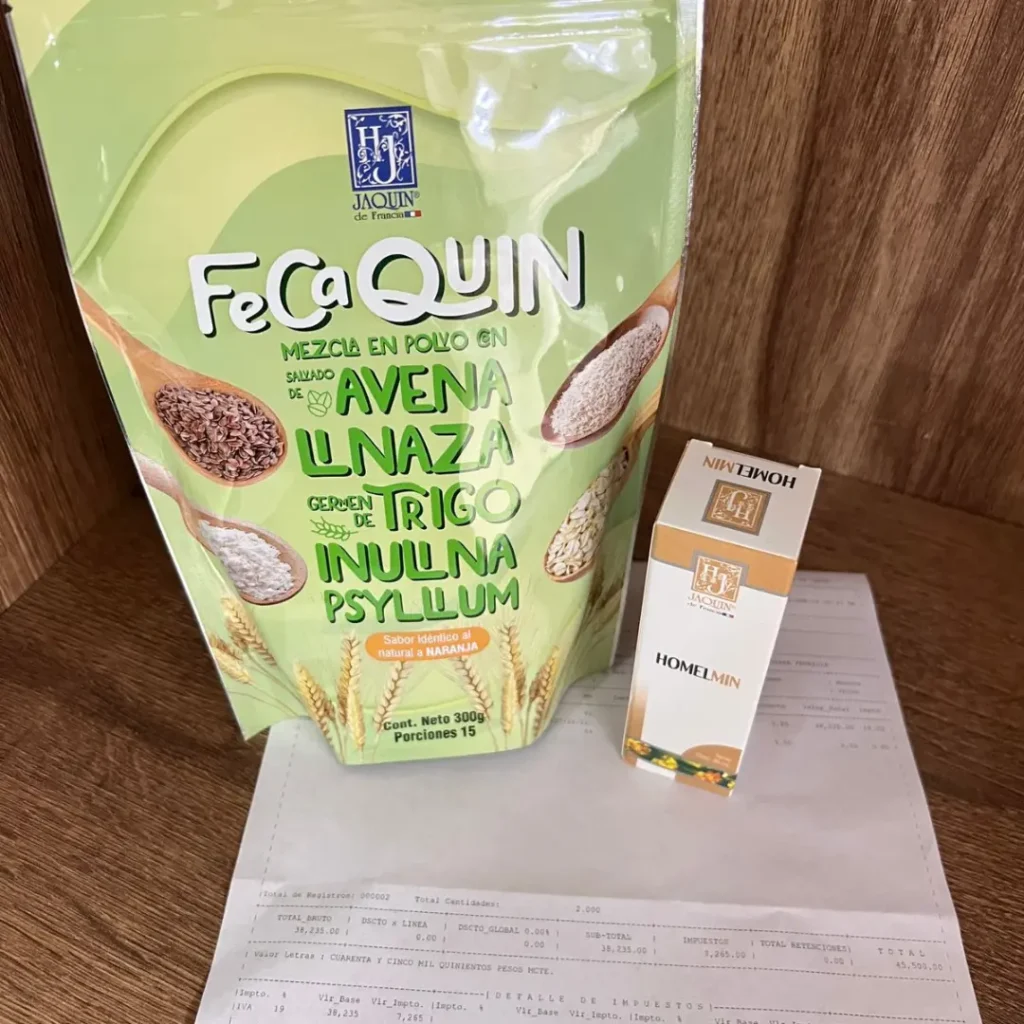 HJ
JAQUIN®
de Francia
FeCaQUIN
MEZCLA EN POLVO CON
SALVADO DE AVENA
LINAZA
GERMEN DE TRIGO
INULINA
PSYLLIUM
Sabor idéntico al
natural a NARANJA
Cont. Neto 300g
Porciones 15
HOMELMIN
HJ
JAQUIN®
de Francia
HOMELMIN
Total de Registros: 000002 Total Cantidades: 2.000
TOTAL_BRUTO | DSCTO x LINEA | DSCTO_GLOBAL 0.00% | SUB-TOTAL | IMPUESTOS | TOTAL RETENCIONES| T O T A L
38,235.00 | 0.00 | 0.00 | 38,235.00 | 7,265.00 | 0.00 | 45,500.00
| Valor Letras : CUARENTA Y CINCO MIL QUINIENTOS PESOS MCTE.
[ D E T A L L E D E I M P U E S T O S ]
|Impto. % Vlr_Base Vlr_Impto. |Impto. % Vlr_Base Vlr_Impto. |Impto. %
|IVA 19 38,235 7,265 |